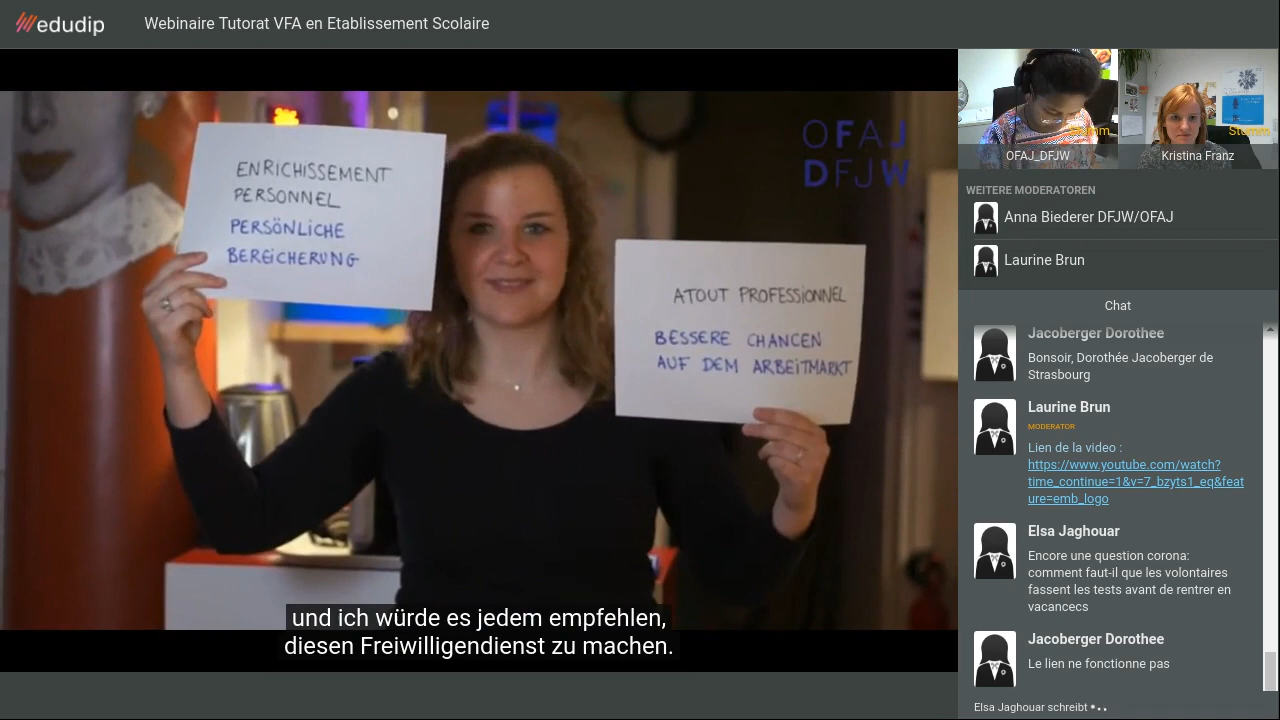 edudip
Webinaire Tutorat VFA en Etablissement Scolaire
ENRICHISSEMENT
PERSONNEL
PERSÖNLICHE
BEREICHERUNG
OFAJ
DFJW
ATOUT PROFESSIONNEL
BESSERE CHANCEN
AUF DEM ARBEITMARKT
und ich würde es jedem empfehlen,
diesen Freiwilligendienst zu machen.
Stumm
OFAJ_DFJW
Stumm
Kristina Franz
WEITERE MODERATOREN
Anna Biederer DFJW/OFAJ
Laurine Brun
Chat
Jacoberger Dorothee
Bonsoir, Dorothée Jacoberger de
Strasbourg
Laurine Brun
MODERATOR
Lien de la video :
https://www.youtube.com/watch?
time_continue=1&v=7_bzyts1_eq&feat
ure=emb_logo
Elsa Jaghouar
Encore une question corona:
comment faut-il que les volontaires
fassent les tests avant de rentrer en
vacancecs
Jacoberger Dorothee
Le lien ne fonctionne pas
Elsa Jaghouar schreibt